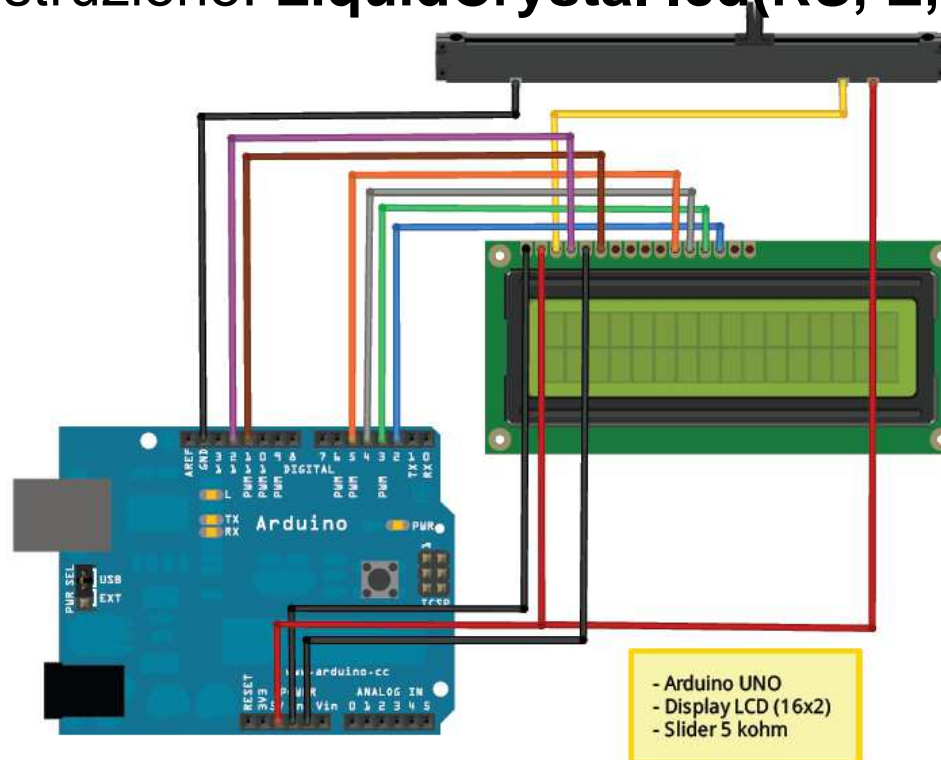 struzione: LiquidCrystal lcd(RS, E,
AREF
GND
13
12
11
10
9
8
7
6
5
4
3
2
1
0
PWM
PWM
PWM
PWM
PWM
PWM
TX
RX
DIGITAL
L
TX
RX
Arduino
PWR
1
ICSP
PWR SEL
USB
EXT
www.arduino.cc
RESET
3V3
5V
Gnd
Vin
POWER
ANALOG IN
0 1 2 3 4 5
- Arduino UNO
- Display LCD (16x2)
- Slider 5 kohm